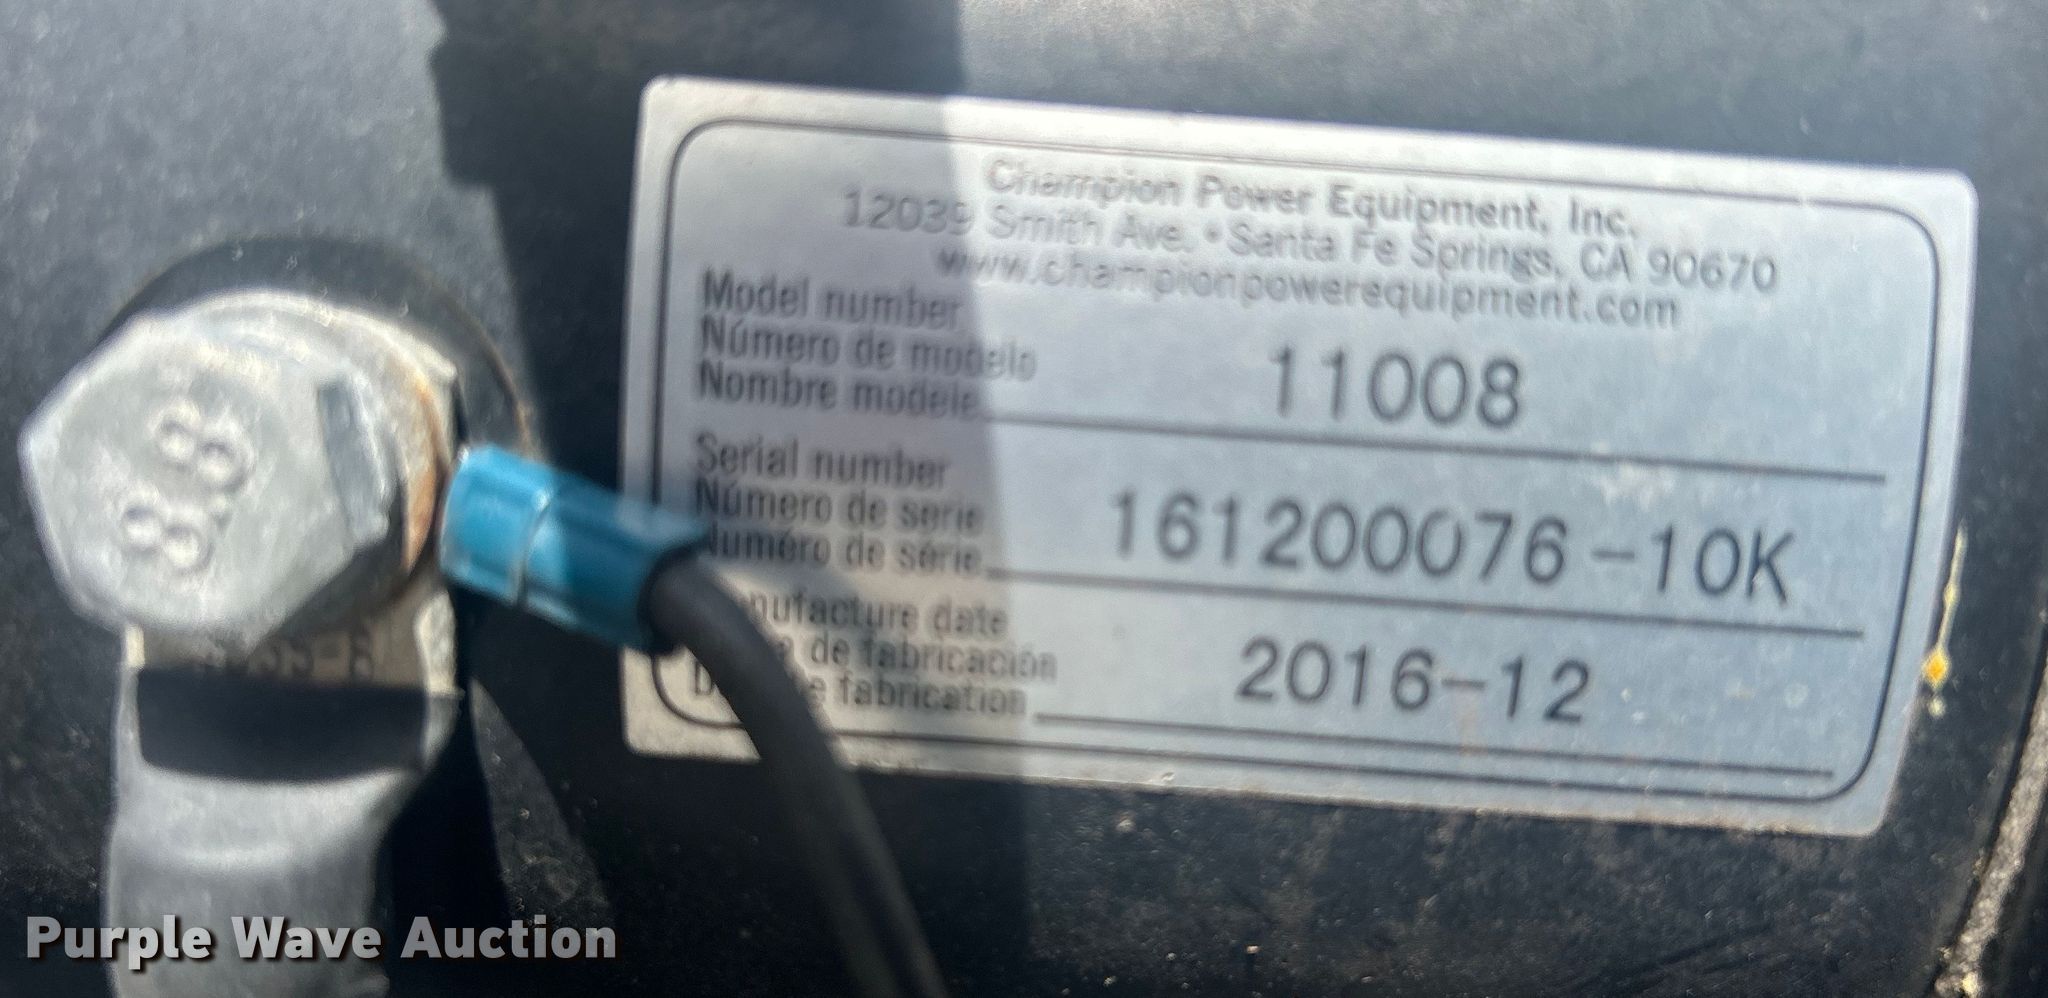 Champion Power Equipment, Inc.
12039 Smith Ave. • Santa Fe Springs, CA 90670
www.championpowerequipment.com
Model number
Número de modelo
Nombre modèle
11008
Serial number
Número de serie
Numéro de série
161200076-10K
nufacture date
de fabricación
e fabrication
2016-12
8.8
Purple Wave Auction